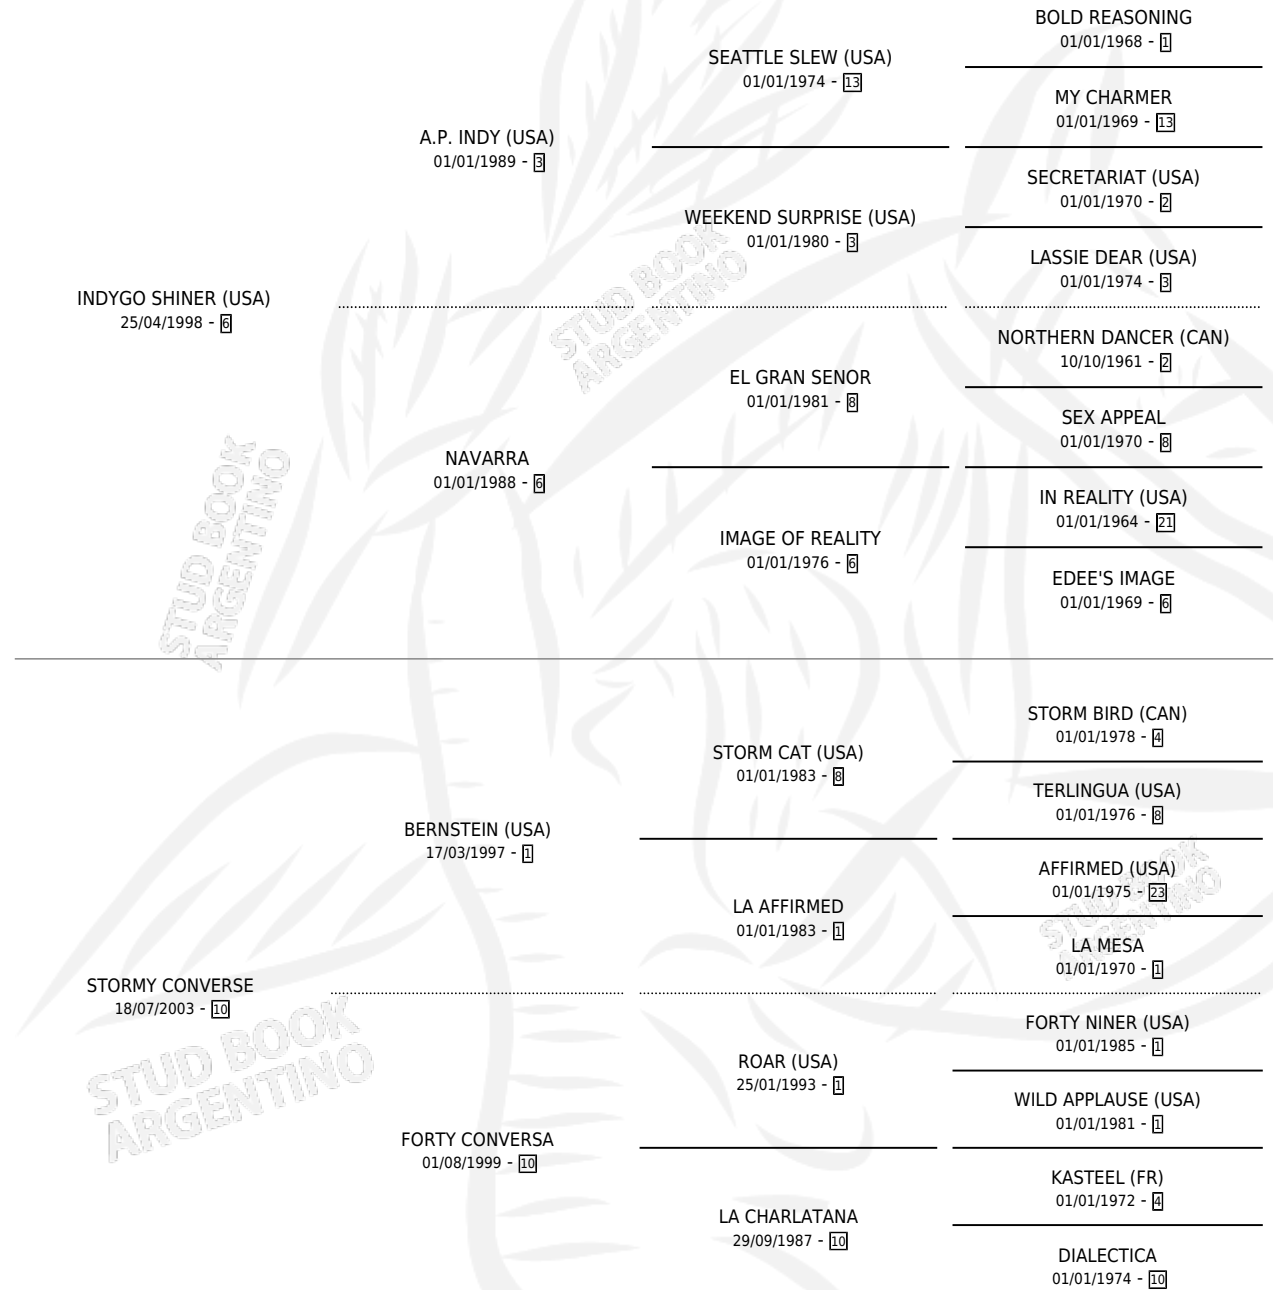 BOLD REASONING
01/01/1968 - 1
SEATTLE SLEW (USA)
01/01/1974 - 13
MY CHARMER
01/01/1969 - 13
A.P. INDY (USA)
01/01/1989 - 3
SECRETARIAT (USA)
01/01/1970 - 2
WEEKEND SURPRISE (USA)
01/01/1980 - 3
LASSIE DEAR (USA)
01/01/1974 - 3
INDYGO SHINER (USA)
25/04/1998 - 6
NORTHERN DANCER (CAN)
10/10/1961 - 2
EL GRAN SENOR
01/01/1981 - 8
SEX APPEAL
01/01/1970 - 8
NAVARRA
01/01/1988 - 6
IN REALITY (USA)
01/01/1964 - 21
IMAGE OF REALITY
01/01/1976 - 6
EDEE'S IMAGE
01/01/1969 - 6
STORM BIRD (CAN)
01/01/1978 - 4
STORM CAT (USA)
01/01/1983 - 8
TERLINGUA (USA)
01/01/1976 - 8
BERNSTEIN (USA)
17/03/1997 - 1
AFFIRMED (USA)
01/01/1975 - 23
LA AFFIRMED
01/01/1983 - 1
LA MESA
01/01/1970 - 1
STORMY CONVERSE
18/07/2003 - 10
FORTY NINER (USA)
01/01/1985 - 1
ROAR (USA)
25/01/1993 - 1
WILD APPLAUSE (USA)
01/01/1981 - 1
FORTY CONVERSA
01/08/1999 - 10
KASTEEL (FR)
01/01/1972 - 4
LA CHARLATANA
29/09/1987 - 10
DIALECTICA
01/01/1974 - 10
STUD BOOK
ARGENTINO
STUD BOOK
ARGENTINO
STUD BOOK
ARGENTINO
STUD BOOK
ARGENTINO